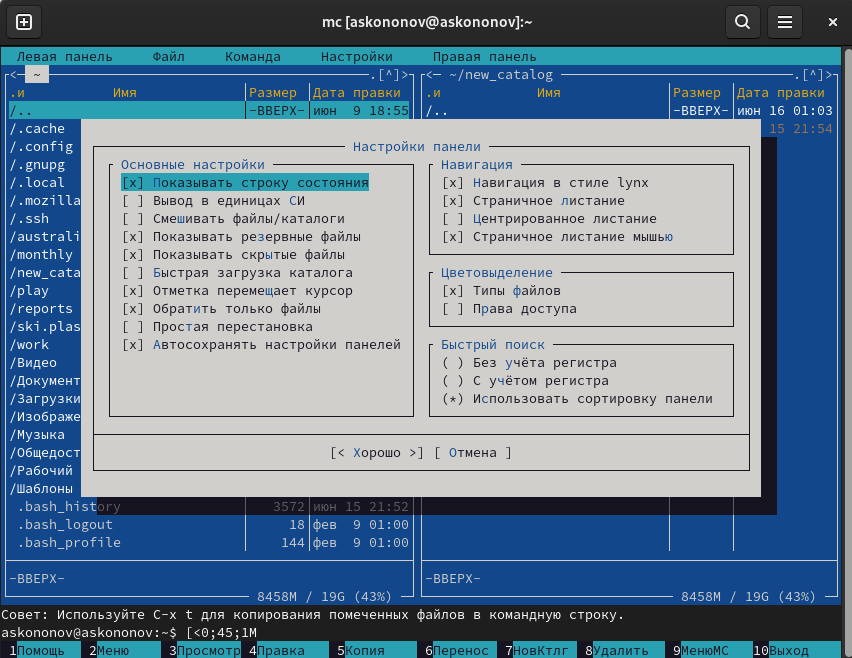 mc [askononov@askononov]:~
Левая панель Файл Команда Настройки Правая панель
<─ ~ .[^]> <─ ~/new_catalog .[^]>
.и Имя Размер Дата правки .и Имя Размер Дата правки
/.. -ВВЕРХ- июн 9 18:55 /.. -ВВЕРХ- июн 16 01:03
/.cache 15 21:54
/.config Настройки панели
/.gnupg Основные настройки Навигация
/.local [x] Показывать строку состояния [x] Навигация в стиле lynx
/.mozilla [ ] Вывод в единицах СИ [x] Страничное листание
/.ssh [ ] Смешивать файлы/каталоги [ ] Центрированное листание
/australi [x] Показывать резервные файлы [x] Страничное листание мышью
/monthly [x] Показывать скрытые файлы
/new_cata [ ] Быстрая загрузка каталога Цветовыделение
/play [x] Отметка перемещает курсор [x] Типы файлов
/reports [x] Обратить только файлы [ ] Права доступа
/ski.plas [ ] Простая перестановка
/work [x] Автосохранять настройки панелей Быстрый поиск
/Видео ( ) Без учёта регистра
/Документ ( ) С учётом регистра
/Загрузки (*) Использовать сортировку панели
/Изображе
/Музыка
/Общедост [< Хорошо >] [ Отмена ]
/Рабочий
/Шаблоны
.bash_history 3572 июн 15 21:52
.bash_logout 18 фев 9 01:00
.bash_profile 144 фев 9 01:00
-ВВЕРХ- -ВВЕРХ-
8458M / 19G (43%) 8458M / 19G (43%)
Совет: Используйте C-x t для копирования помеченных файлов в командную строку.
askononov@askononov:~$ [<0;45;1M
1Помощь 2Меню 3Просмотр 4Правка 5Копия 6Перенос 7НовКтлг 8Удалить 9МенюMC 10Выход